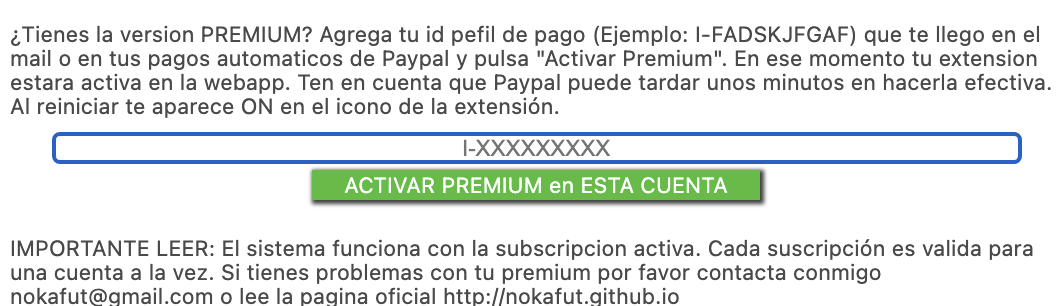 ¿Tienes la version PREMIUM? Agrega tu id pefil de pago (Ejemplo: I-FADSKJFGAF) que te llego en el
mail o en tus pagos automaticos de Paypal y pulsa "Activar Premium". En ese momento tu extension
estara activa en la webapp. Ten en cuenta que Paypal puede tardar unos minutos en hacerla efectiva.
Al reiniciar te aparece ON en el icono de la extensión.
I-XXXXXXXXX
ACTIVAR PREMIUM en ESTA CUENTA
IMPORTANTE LEER: El sistema funciona con la subscripcion activa. Cada suscripción es valida para
una cuenta a la vez. Si tienes problemas con tu premium por favor contacta conmigo
nokafut@gmail.com o lee la pagina oficial http://nokafut.github.io